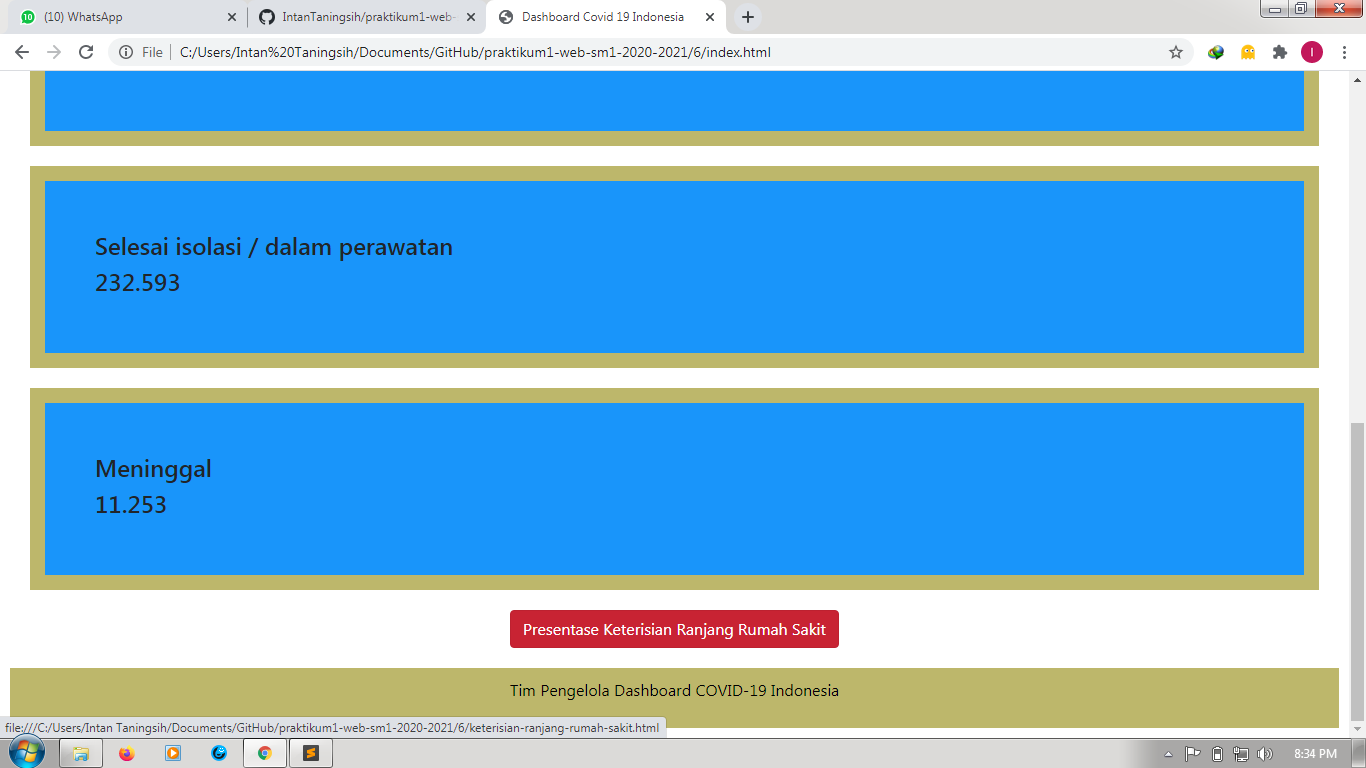 (10) WhatsApp
IntanTaningsih/praktikum1-web-
Dashboard Covid 19 Indonesia
File
C:/Users/Intan%20Taningsih/Documents/GitHub/praktikum1-web-sm1-2020-2021/6/index.html
I
Selesai isolasi / dalam perawatan
232.593
Meninggal
11.253
Presentase Keterisian Ranjang Rumah Sakit
Tim Pengelola Dashboard COVID-19 Indonesia
file:///C:/Users/Intan Taningsih/Documents/GitHub/praktikum1-web-sm1-2020-2021/6/keterisian-ranjang-rumah-sakit.html
8:34 PM